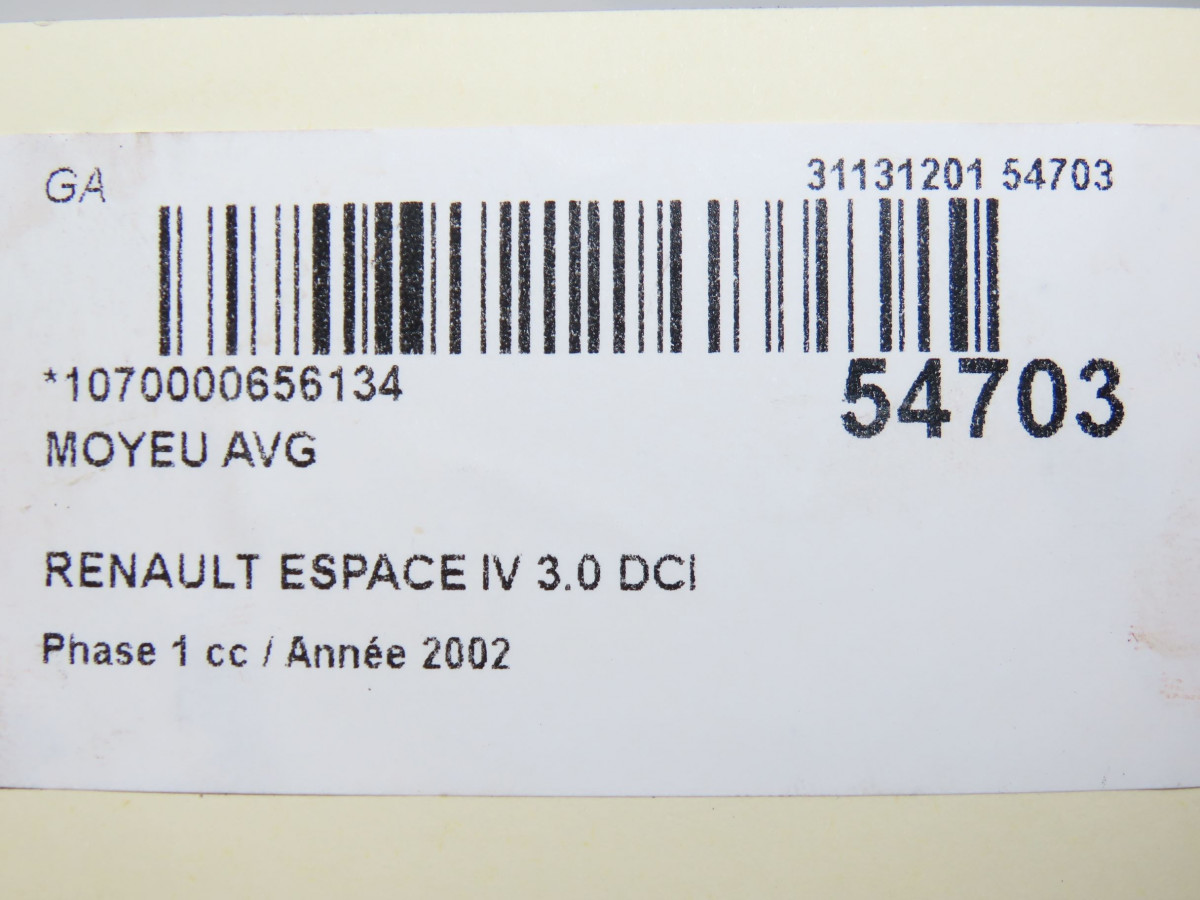 GA
31131201 54703
*1070000656134
54703
MOYEU AVG
RENAULT ESPACE IV 3.0 DCI
Phase 1 cc / Année 2002